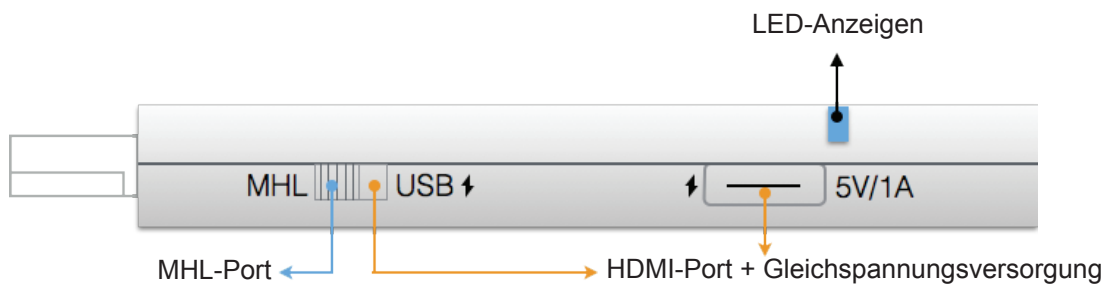 LED-Anzeigen
MHL USB 5V/1A
MHL-Port HDMI-Port + Gleichspannungsversorgung